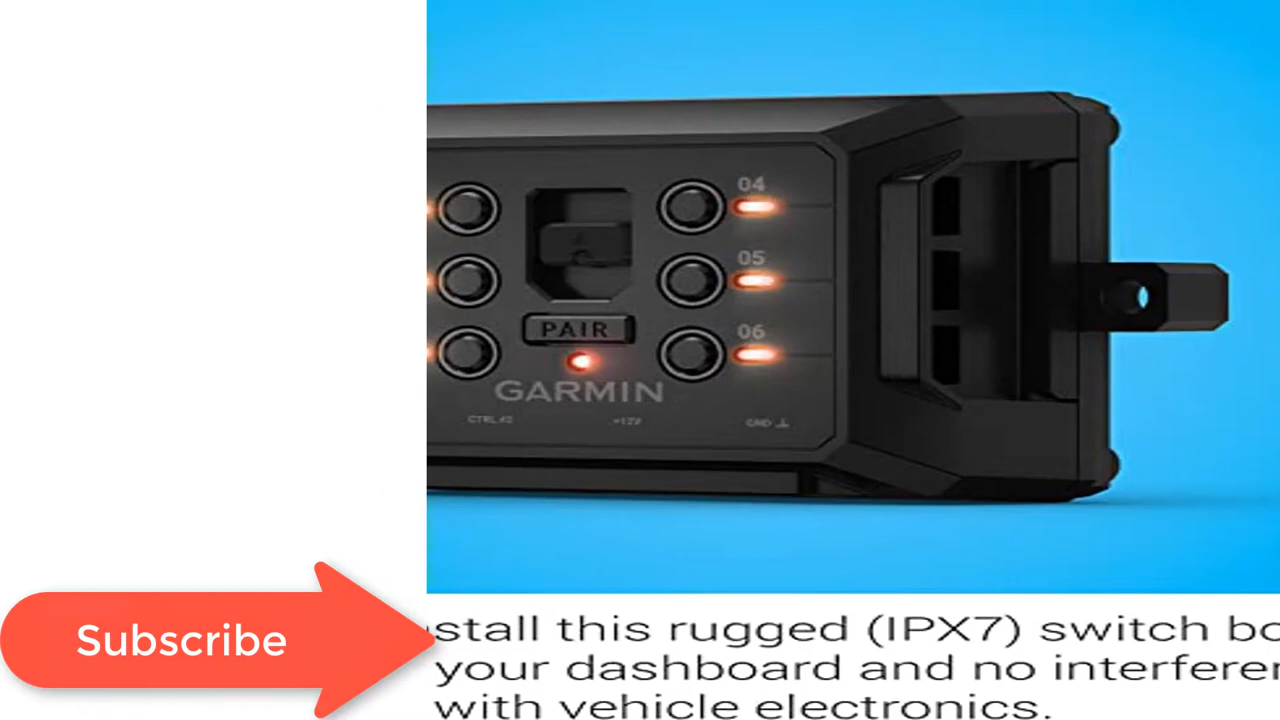 04
05
PAIR
06
GARMIN
CTRL +12V GND
Subscribe
stall this rugged (IPX7) switch bo
your dashboard and no interferen
with vehicle electronics.